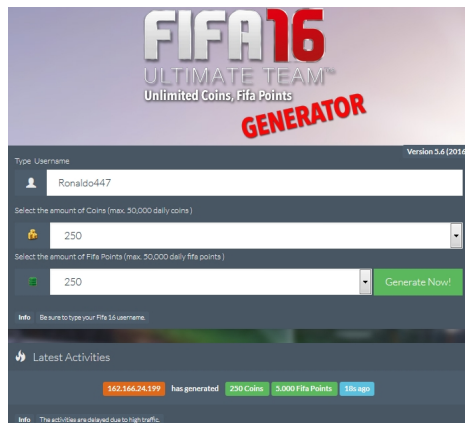 FIFA 16
ULTIMATE TEAM™
Unlimited Coins, Fifa Points
GENERATOR
Version 5.6 (2016
Type Username
Ronaldo447
Select the amount of Coins (max. 50,000 daily coins )
250
Select the amount of Fifa Points (max. 50,000 daily fifa points )
250 Generate Now!
Info Be sure to type your Fifa 16 username.
Latest Activities
162.166.24.199 has generated 250 Coins 5.000 Fifa Points 18s ago
Info The activities are delayed due to high traffic.